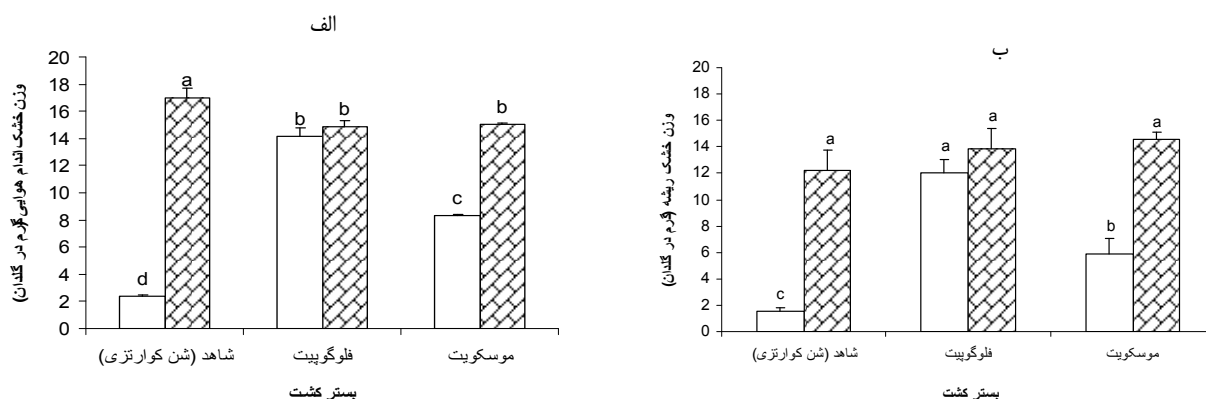 الف
وزن خشک اندام هوایی (گرم در گلدان)
20
18
16
14
12
10
8
6
4
2
0
d
a
b
b
c
b
شاهد (شن کوارتزی)
فلوگوپیت
موسکویت
بستر کشت
ب
وزن خشک ریشه (گرم در گلدان)
20
18
16
14
12
10
8
6
4
2
0
c
a
a
a
b
a
شاهد (شن کوارتزی)
فلوگوپیت
موسکویت
بستر کشت